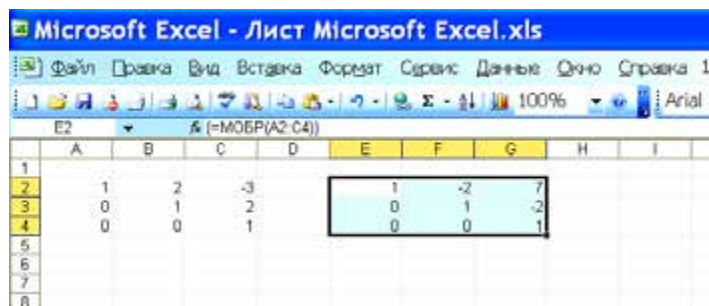 Microsoft Excel - Лист Microsoft Excel.xls
Файл Правка Вид Вставка Формат Сервис Данные Окно Справка 1
100% Arial
E2 fx {=МОБР(A2:C4)}
A B C D E F G H I
1
2 1 2 -3 1 -2 7
3 0 1 2 0 1 -2
4 0 0 1 0 0 1
5
6
7
8